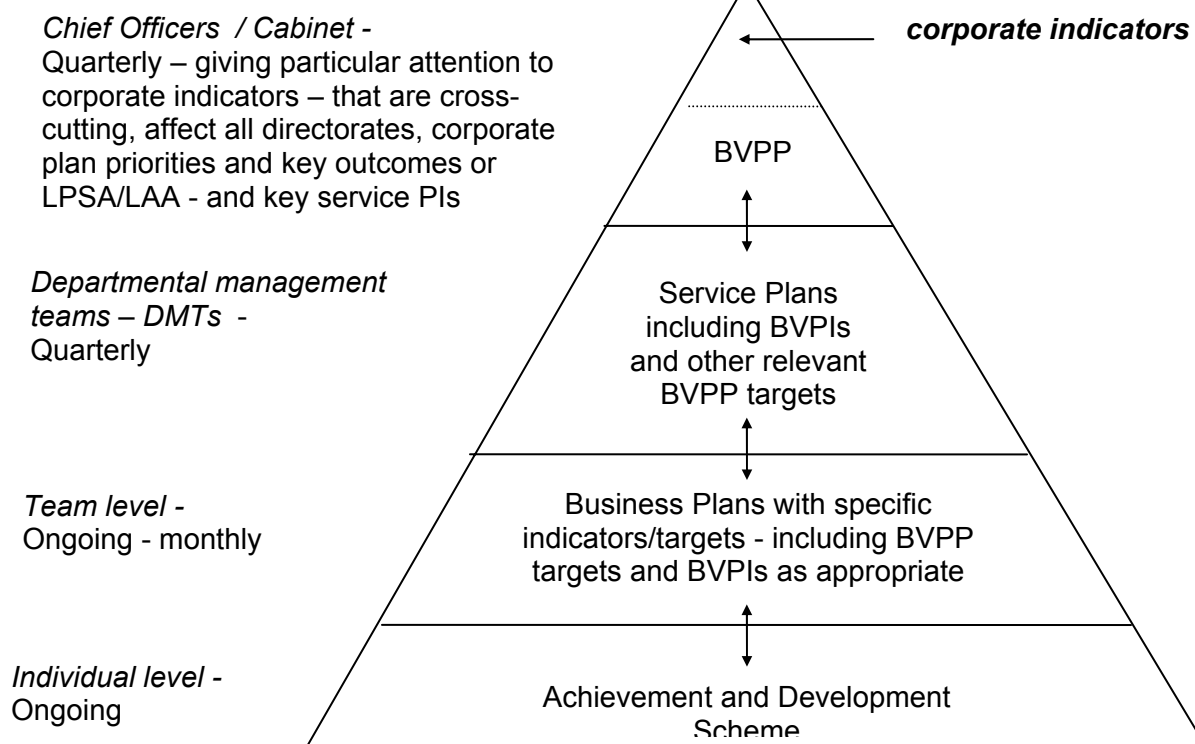 Chief Officers / Cabinet -
Quarterly – giving particular attention to
corporate indicators – that are cross-
cutting, affect all directorates, corporate
plan priorities and key outcomes or
LPSA/LAA - and key service PIs
corporate indicators
BVPP
Departmental management
teams – DMTs -
Quarterly
Service Plans
including BVPIs
and other relevant
BVPP targets
Team level -
Ongoing - monthly
Business Plans with specific
indicators/targets - including BVPP
targets and BVPIs as appropriate
Individual level -
Ongoing
Achievement and Development
Scheme